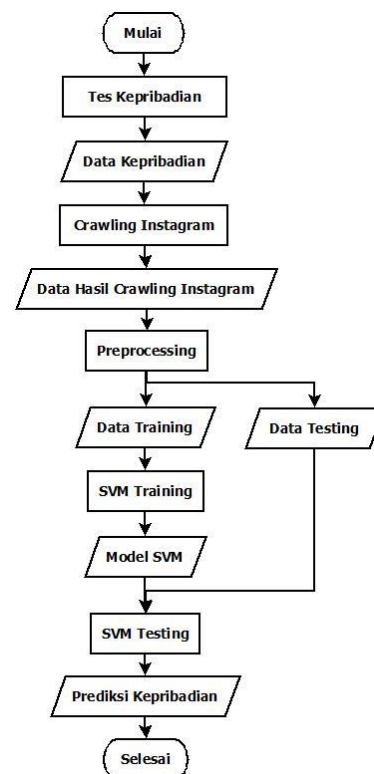 Mulai
Tes Kepribadian
Data Kepribadian
Crawling Instagram
Data Hasil Crawling Instagram
Preprocessing
Data Training
Data Testing
SVM Training
Model SVM
SVM Testing
Prediksi Kepribadian
Selesai